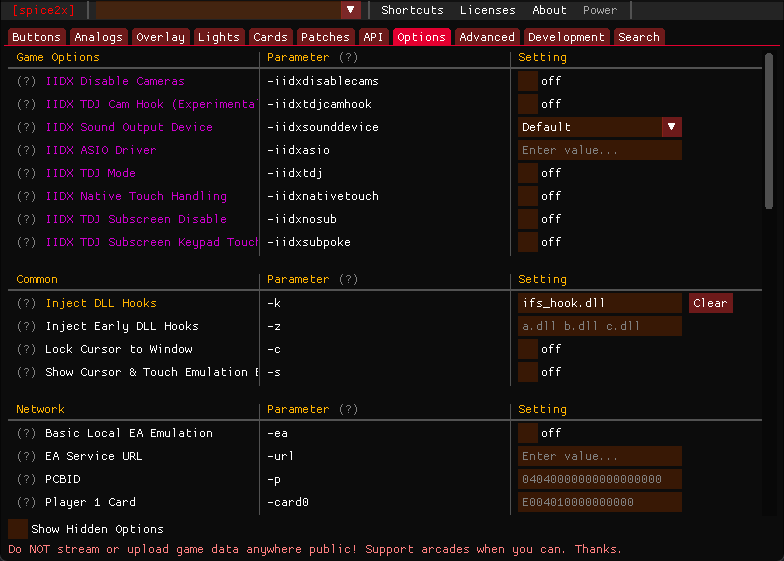 [spice2x] ▼ Shortcuts Licenses About Power
Buttons Analogs Overlay Lights Cards Patches API Options Advanced Development Search
Game Options Parameter (?) Setting
(?) IIDX Disable Cameras -iidxdisablecams off
(?) IIDX TDJ Cam Hook (Experimenta -iidxtdjcamhook off
(?) IIDX Sound Output Device -iidxsounddevice Default ▼
(?) IIDX ASIO Driver -iidxasio Enter value...
(?) IIDX TDJ Mode -iidxtdj off
(?) IIDX Native Touch Handling -iidxnativetouch off
(?) IIDX TDJ Subscreen Disable -iidxnosub off
(?) IIDX TDJ Subscreen Keypad Touch -iidxsubpoke off
Common Parameter (?) Setting
(?) Inject DLL Hooks -k ifs_hook.dll Clear
(?) Inject Early DLL Hooks -z a.dll b.dll c.dll
(?) Lock Cursor to Window -c off
(?) Show Cursor & Touch Emulation E -s off
Network Parameter (?) Setting
(?) Basic Local EA Emulation -ea off
(?) EA Service URL -url Enter value...
(?) PCBID -p 04040000000000000000
(?) Player 1 Card -card0 E004010000000000
Show Hidden Options
Do NOT stream or upload game data anywhere public! Support arcades when you can. Thanks.